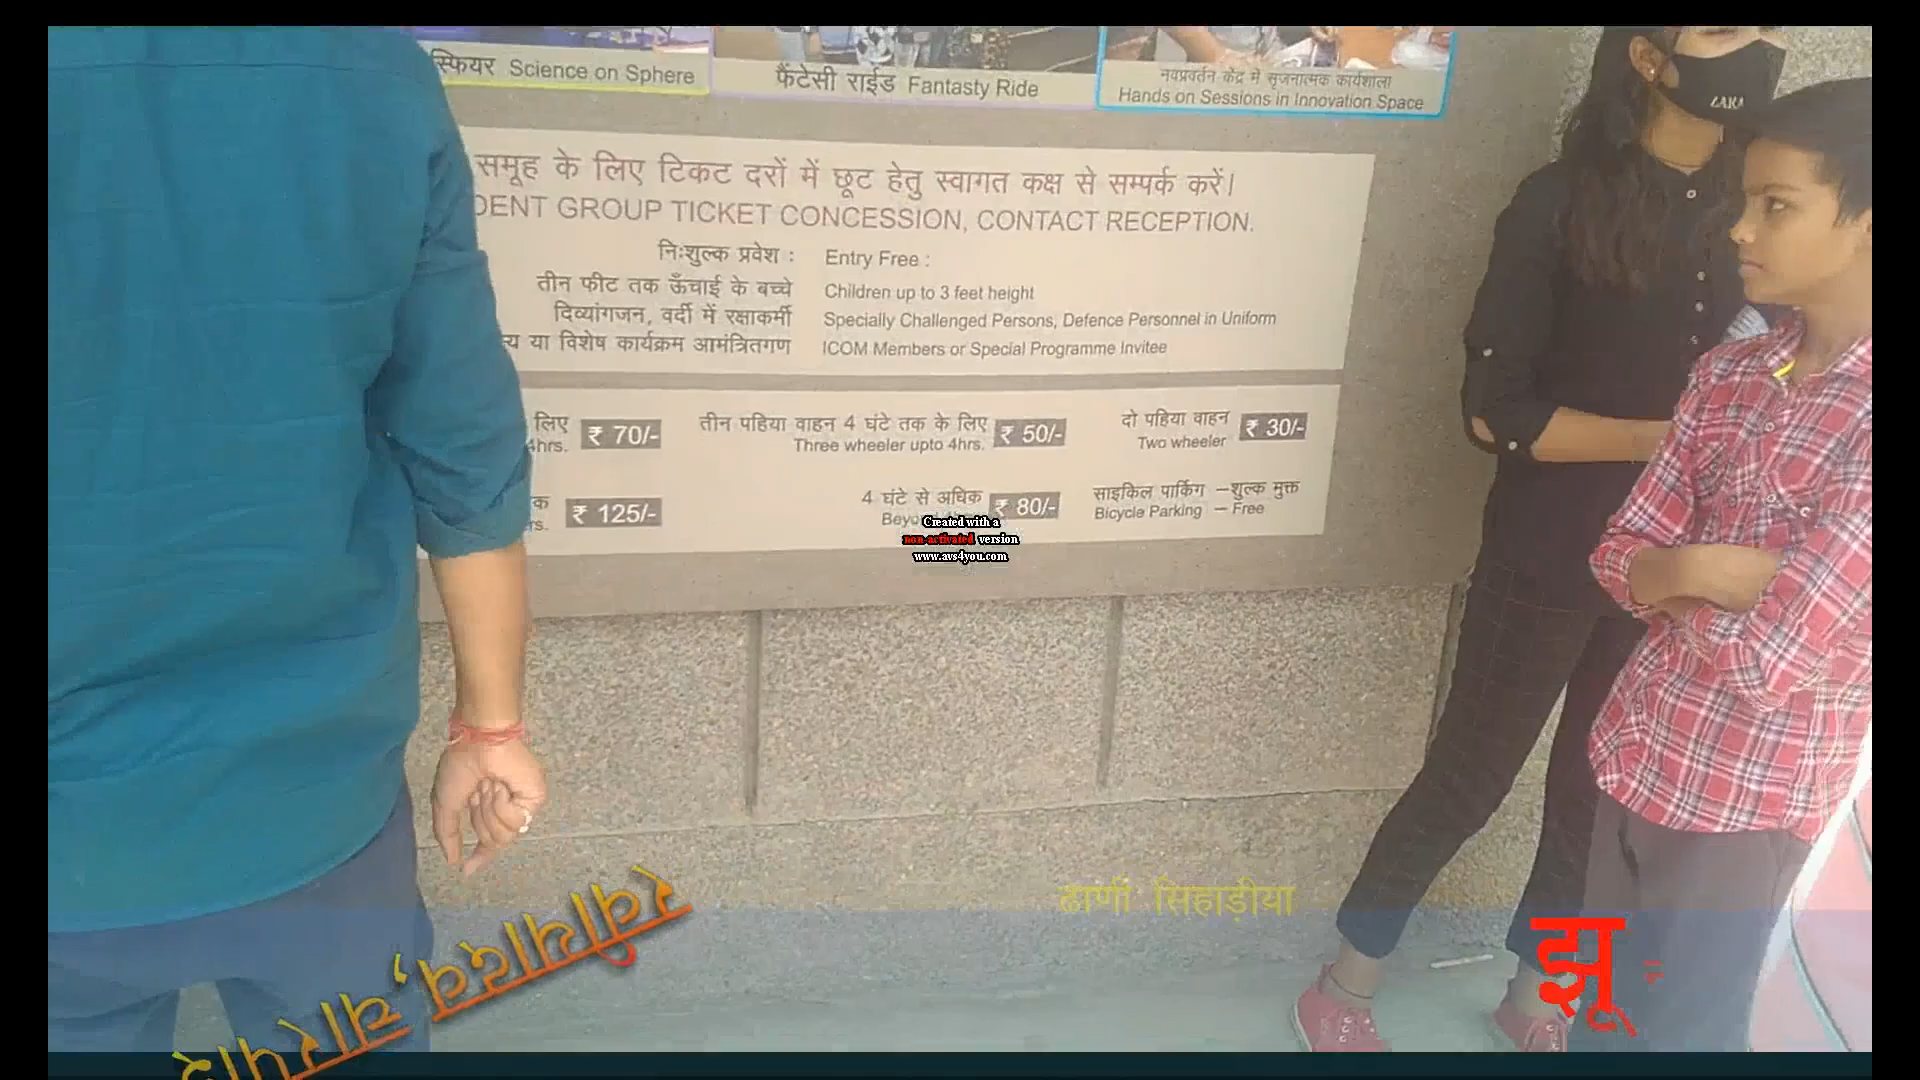 स्फियर Science on Sphere
फैंटेसी राईड Fantasty Ride
नवप्रवर्तन केंद्र में सृजनात्मक कार्यशाला
Hands on Sessions in Innovation Space
समूह के लिए टिकट दरों में छूट हेतु स्वागत कक्ष से सम्पर्क करें।
DENT GROUP TICKET CONCESSION, CONTACT RECEPTION.
निःशुल्क प्रवेश : Entry Free :
तीन फीट तक ऊँचाई के बच्चे Children up to 3 feet height
दिव्यांगजन, वर्दी में रक्षाकर्मी Specially Challenged Persons, Defence Personnel in Uniform
या विशेष कार्यक्रम आमंत्रितगण ICOM Members or Special Programme Invitee
लिए ₹ 70/- तीन पहिया वाहन 4 घंटे तक के लिए ₹ 50/- दो पहिया वाहन ₹ 30/-
4hrs. Three wheeler upto 4hrs. Two wheeler
क ₹ 125/- 4 घंटे से अधिक ₹ 80/- साइकिल पार्किंग – शुल्क मुक्त
rs. Bicycle Parking – Free
Created with a
non-activated version
www.avs4you.com
ढाणी सिहाड़ीया
झू